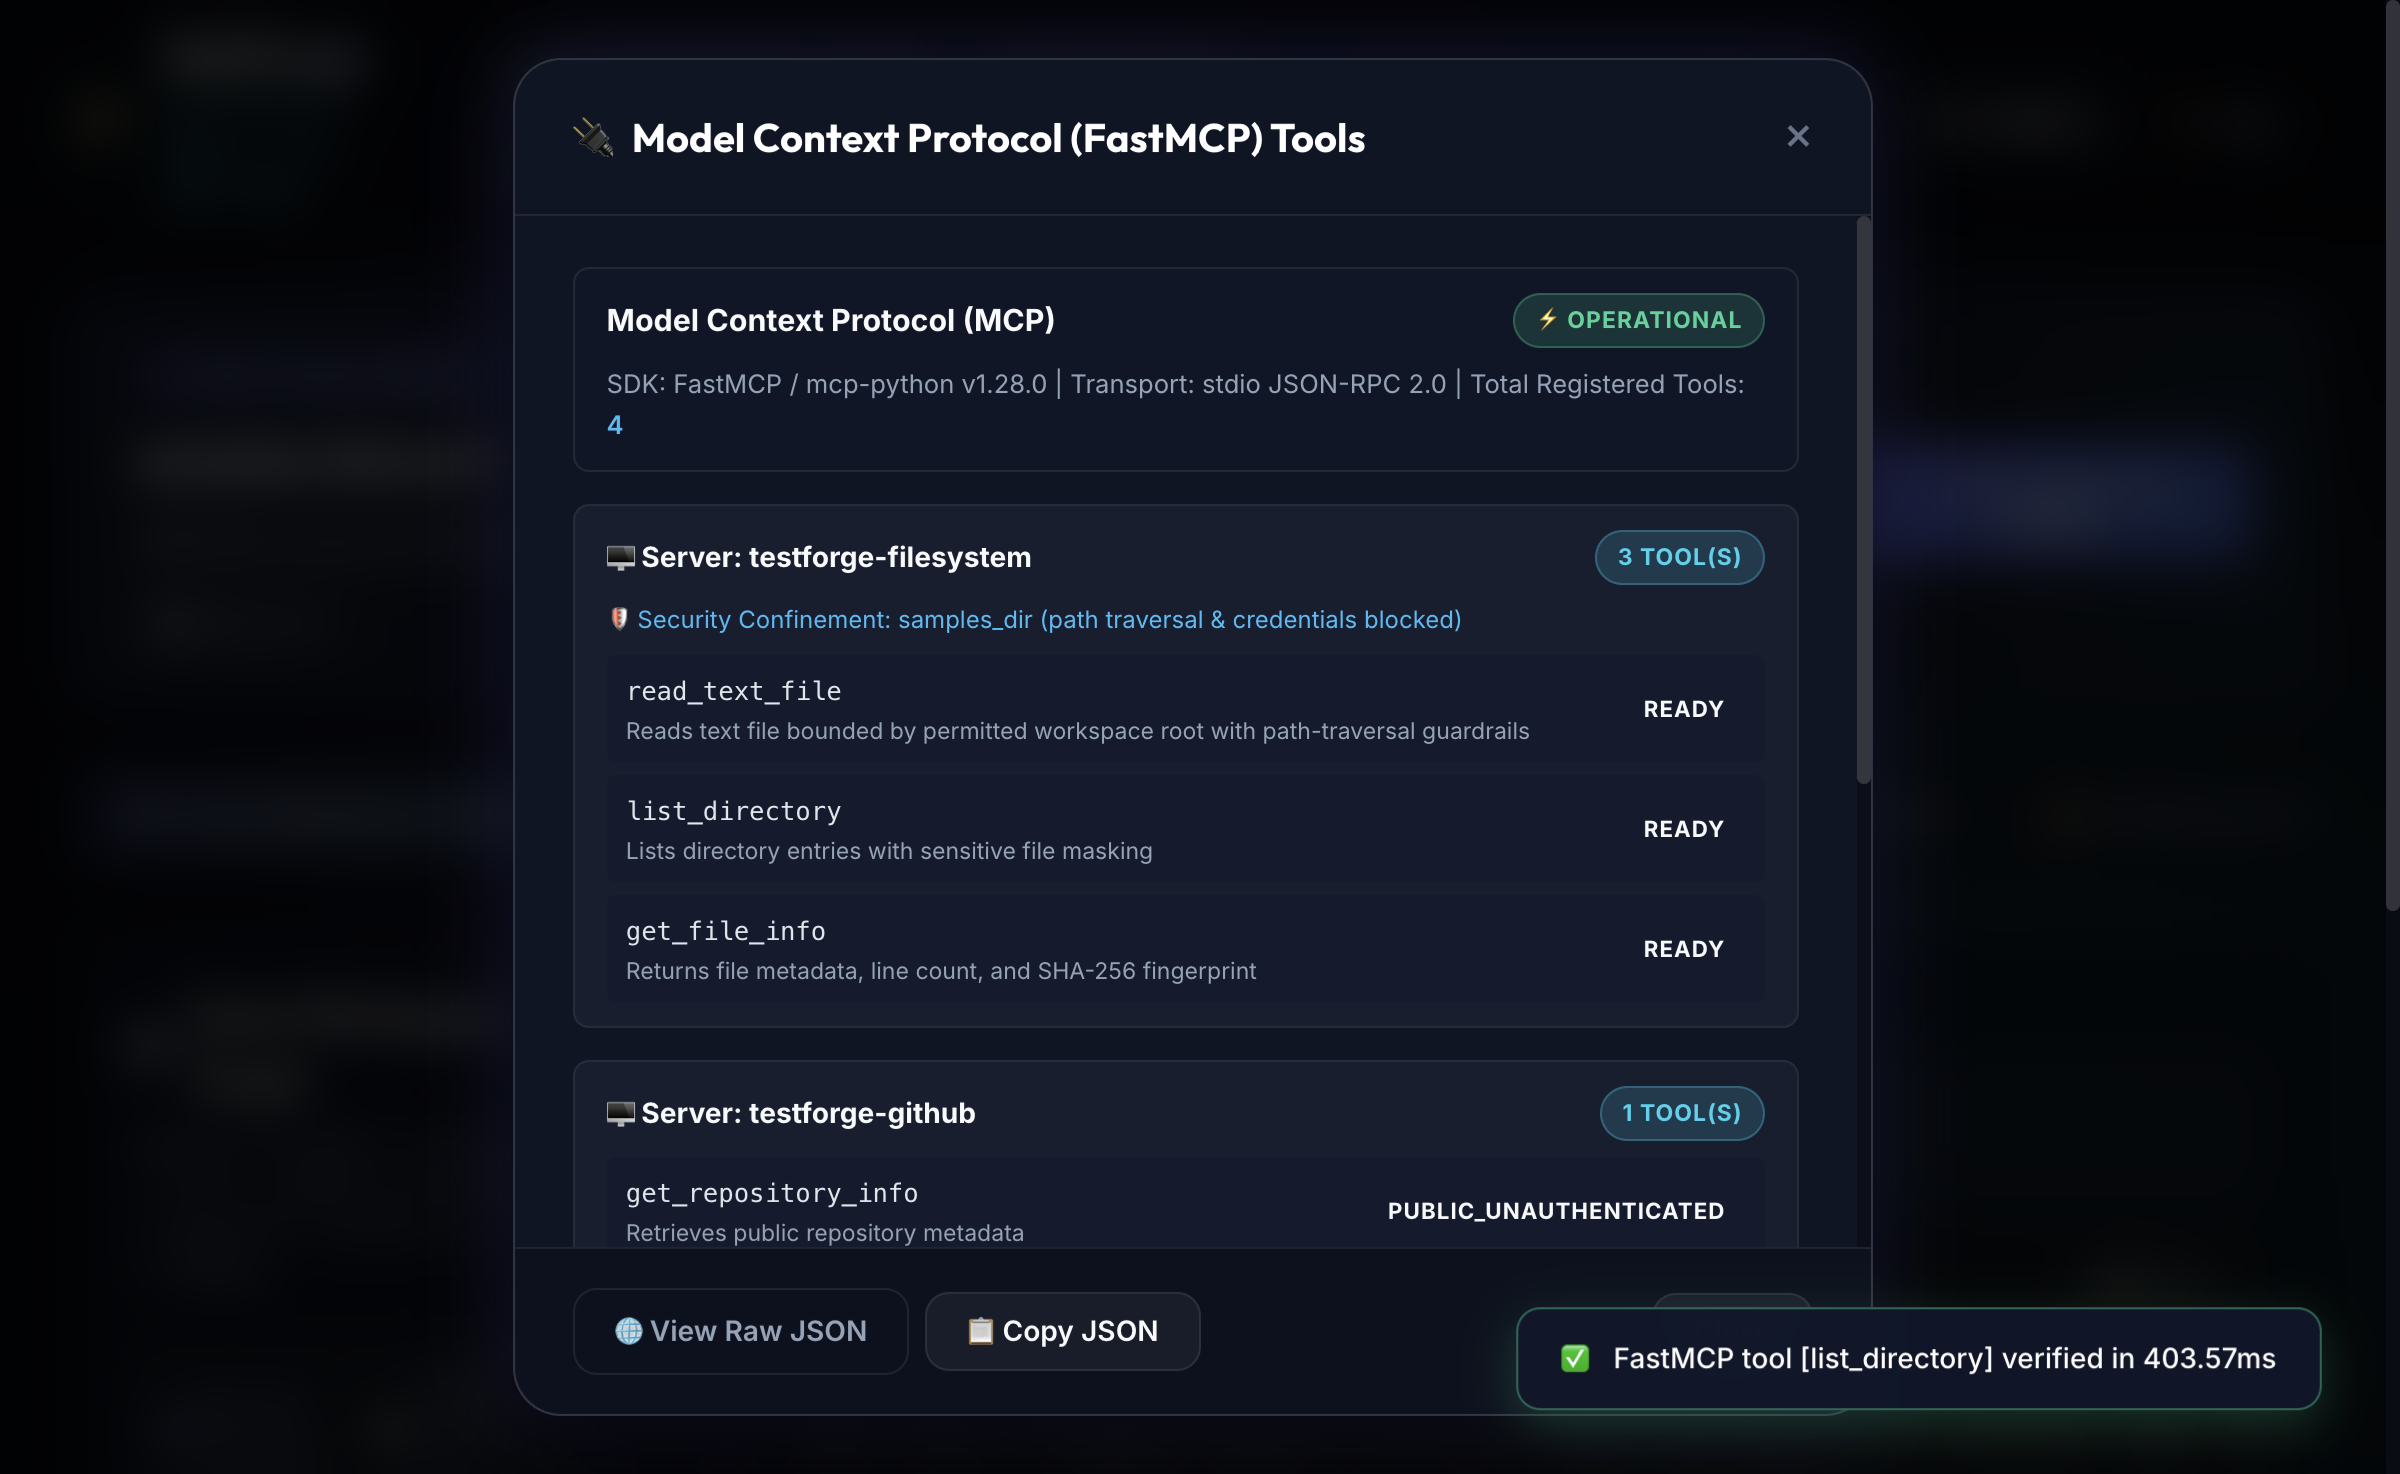 Model Context Protocol (FastMCP) Tools
Model Context Protocol (MCP)
⚡ OPERATIONAL
SDK: FastMCP / mcp-python v1.28.0 | Transport: stdio JSON-RPC 2.0 | Total Registered Tools:
4
Server: testforge-filesystem
3 TOOL(S)
Security Confinement: samples_dir (path traversal & credentials blocked)
read_text_file
Reads text file bounded by permitted workspace root with path-traversal guardrails
READY
list_directory
Lists directory entries with sensitive file masking
READY
get_file_info
Returns file metadata, line count, and SHA-256 fingerprint
READY
Server: testforge-github
1 TOOL(S)
get_repository_info
Retrieves public repository metadata
PUBLIC_UNAUTHENTICATED
View Raw JSON
Copy JSON
FastMCP tool [list_directory] verified in 403.57ms